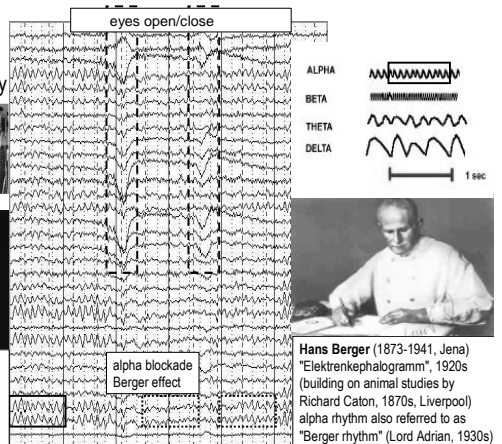 eyes open/close
y
ALPHA
BETA
THETA
DELTA
1 sec
alpha blockade
Berger effect
Hans Berger (1873-1941, Jena)
"Elektrenkephalogramm", 1920s
(building on animal studies by
Richard Caton, 1870s, Liverpool)
alpha rhythm also referred to as
"Berger rhythm" (Lord Adrian, 1930s)